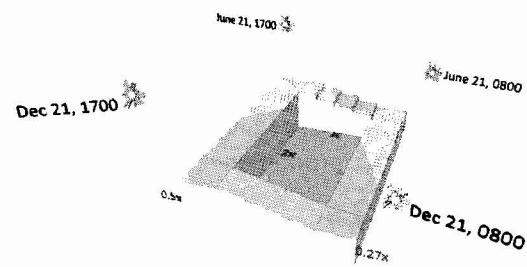 June 21, 1700
June 21, 0800
Dec 21, 1700
2x
0.5x
Dec 21, 0800
0.27x